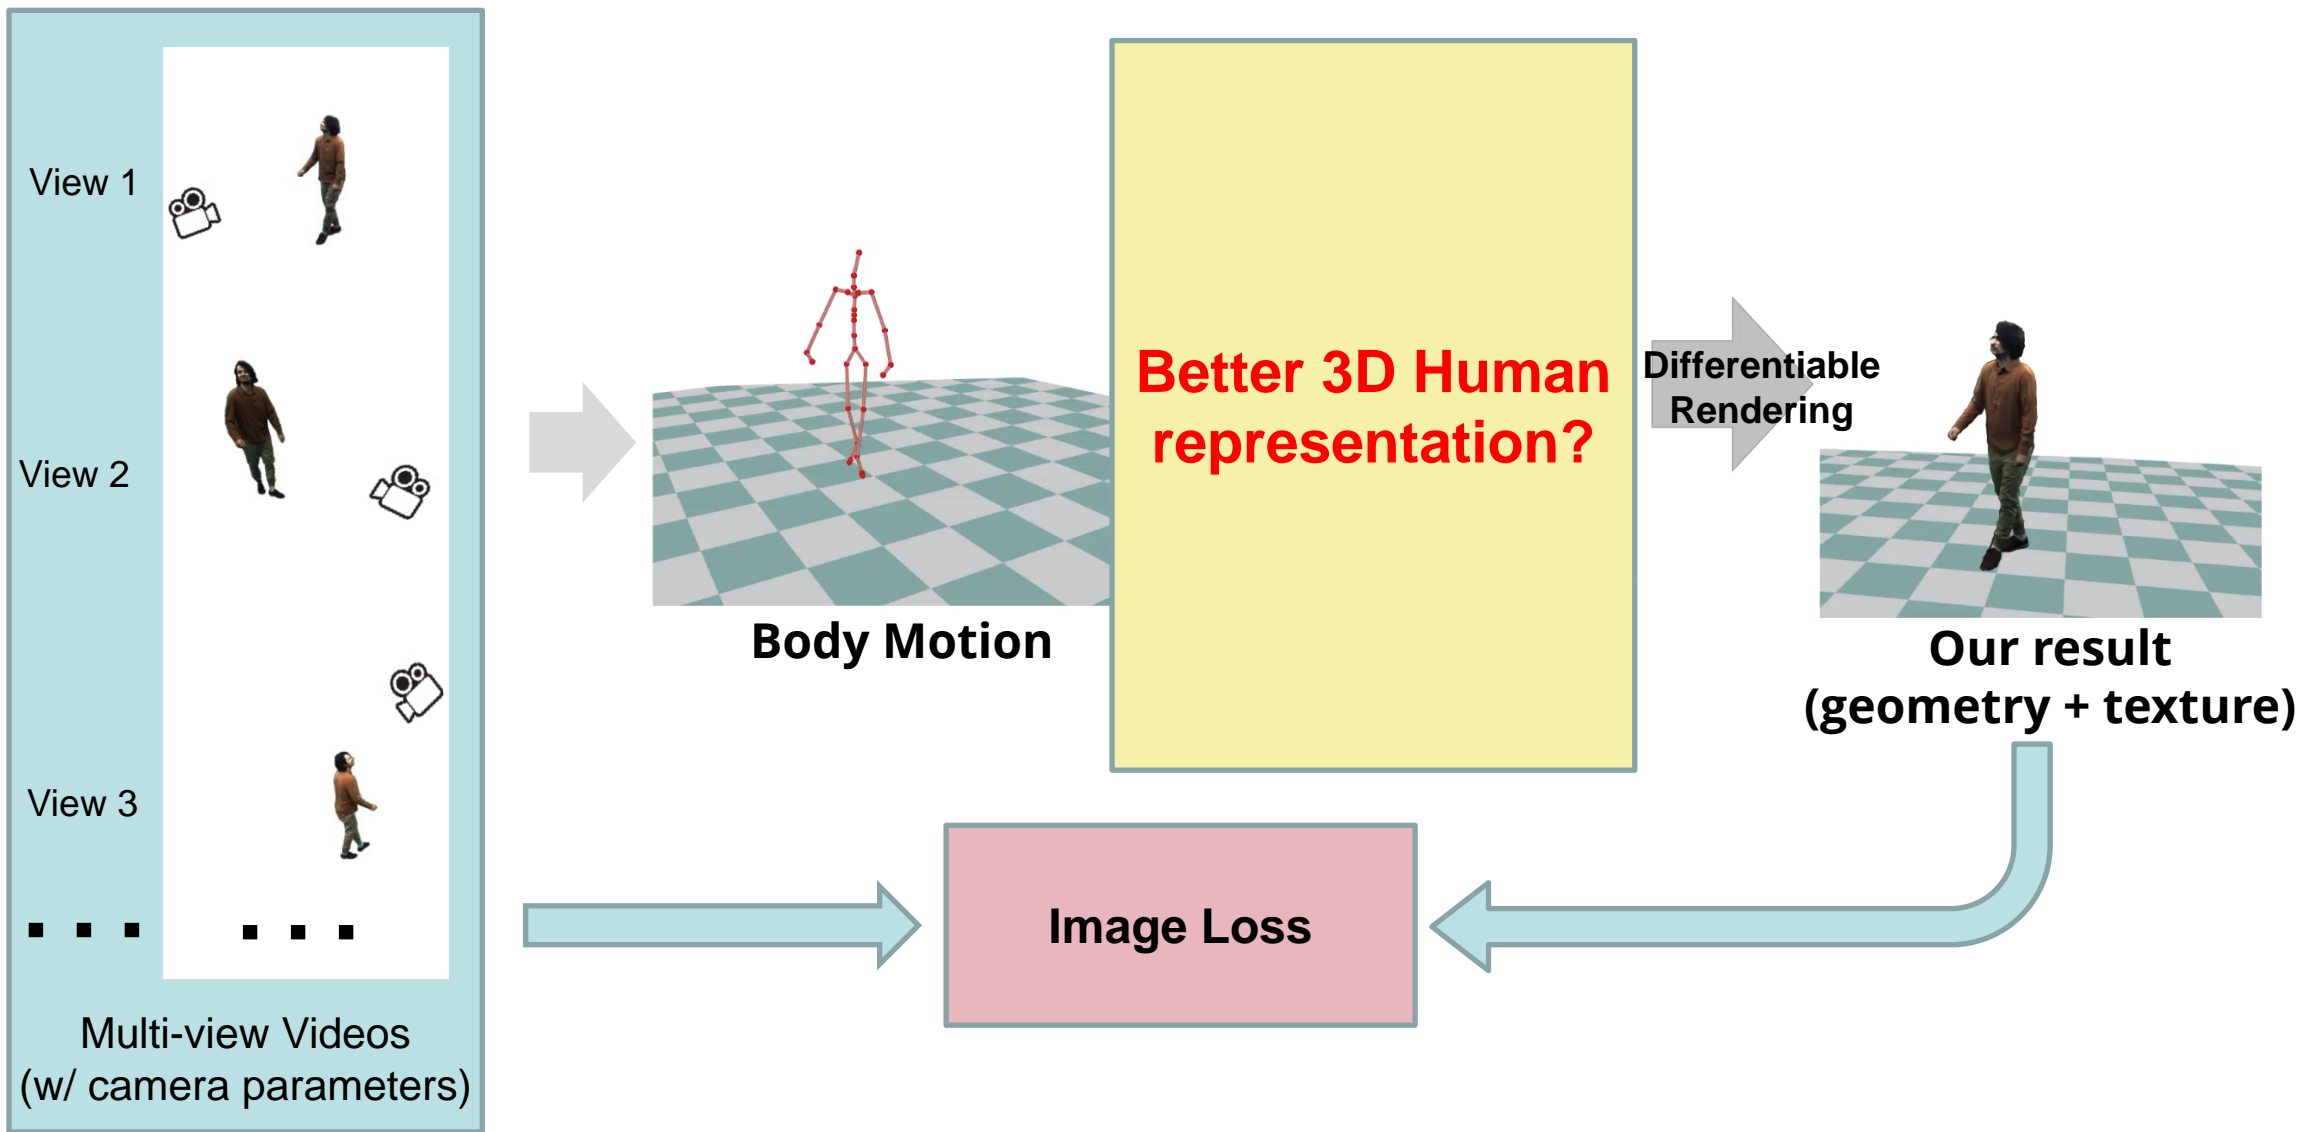 View 1
View 2
View 3
Multi-view Videos
(w/ camera parameters)
Body Motion
Better 3D Human
representation?
Differentiable
Rendering
Our result
(geometry + texture)
Image Loss